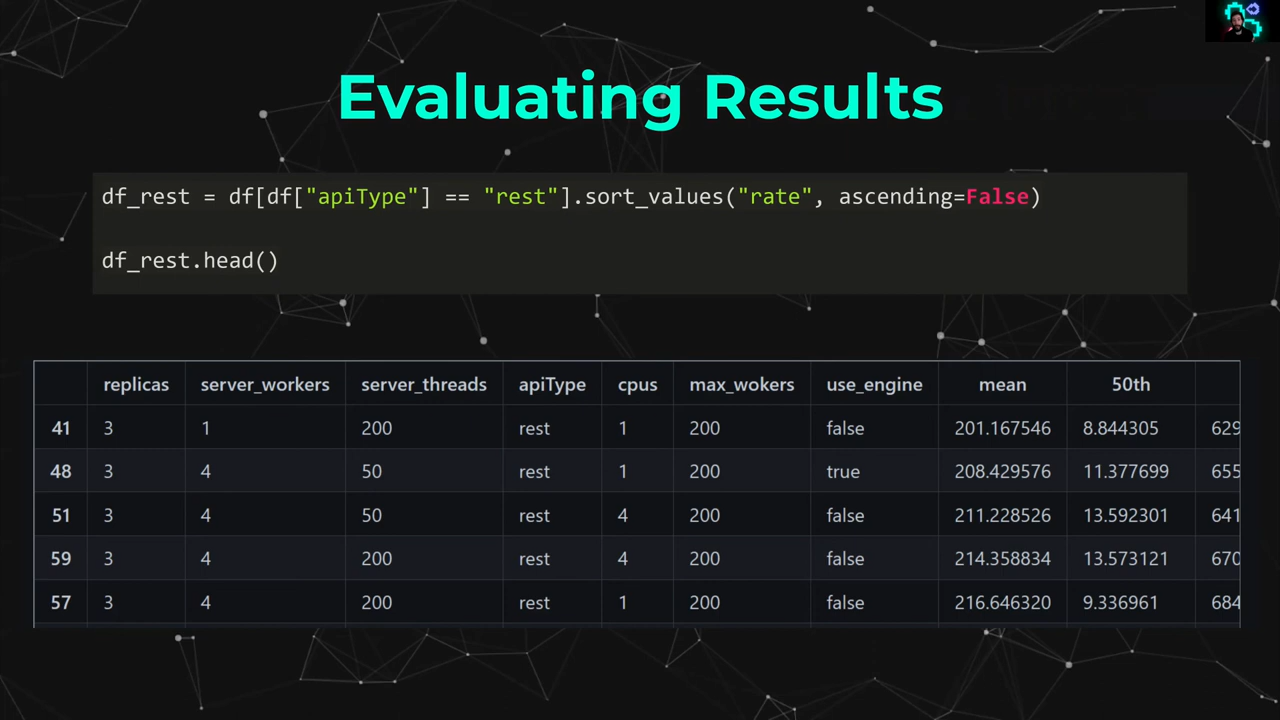 Evaluating Results
df_rest = df[df["apiType"] == "rest"].sort_values("rate", ascending=False)
df_rest.head()
replicas server_workers server_threads apiType cpus max_wokers use_engine mean 50th
41 3 1 200 rest 1 200 false 201.167546 8.844305 629
48 3 4 50 rest 1 200 true 208.429576 11.377699 655
51 3 4 50 rest 4 200 false 211.228526 13.592301 641
59 3 4 200 rest 4 200 false 214.358834 13.573121 670
57 3 4 200 rest 1 200 false 216.646320 9.336961 684